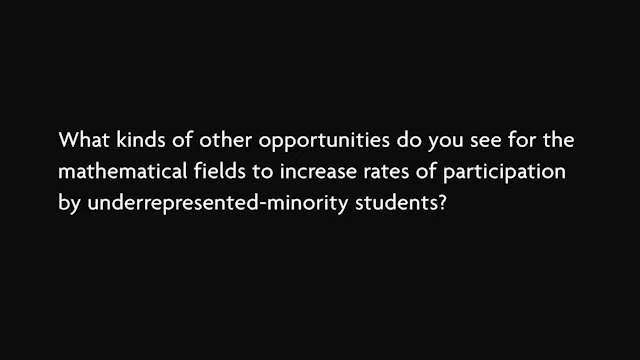 What kinds of other opportunities do you see for the
mathematical fields to increase rates of participation
by underrepresented-minority students?